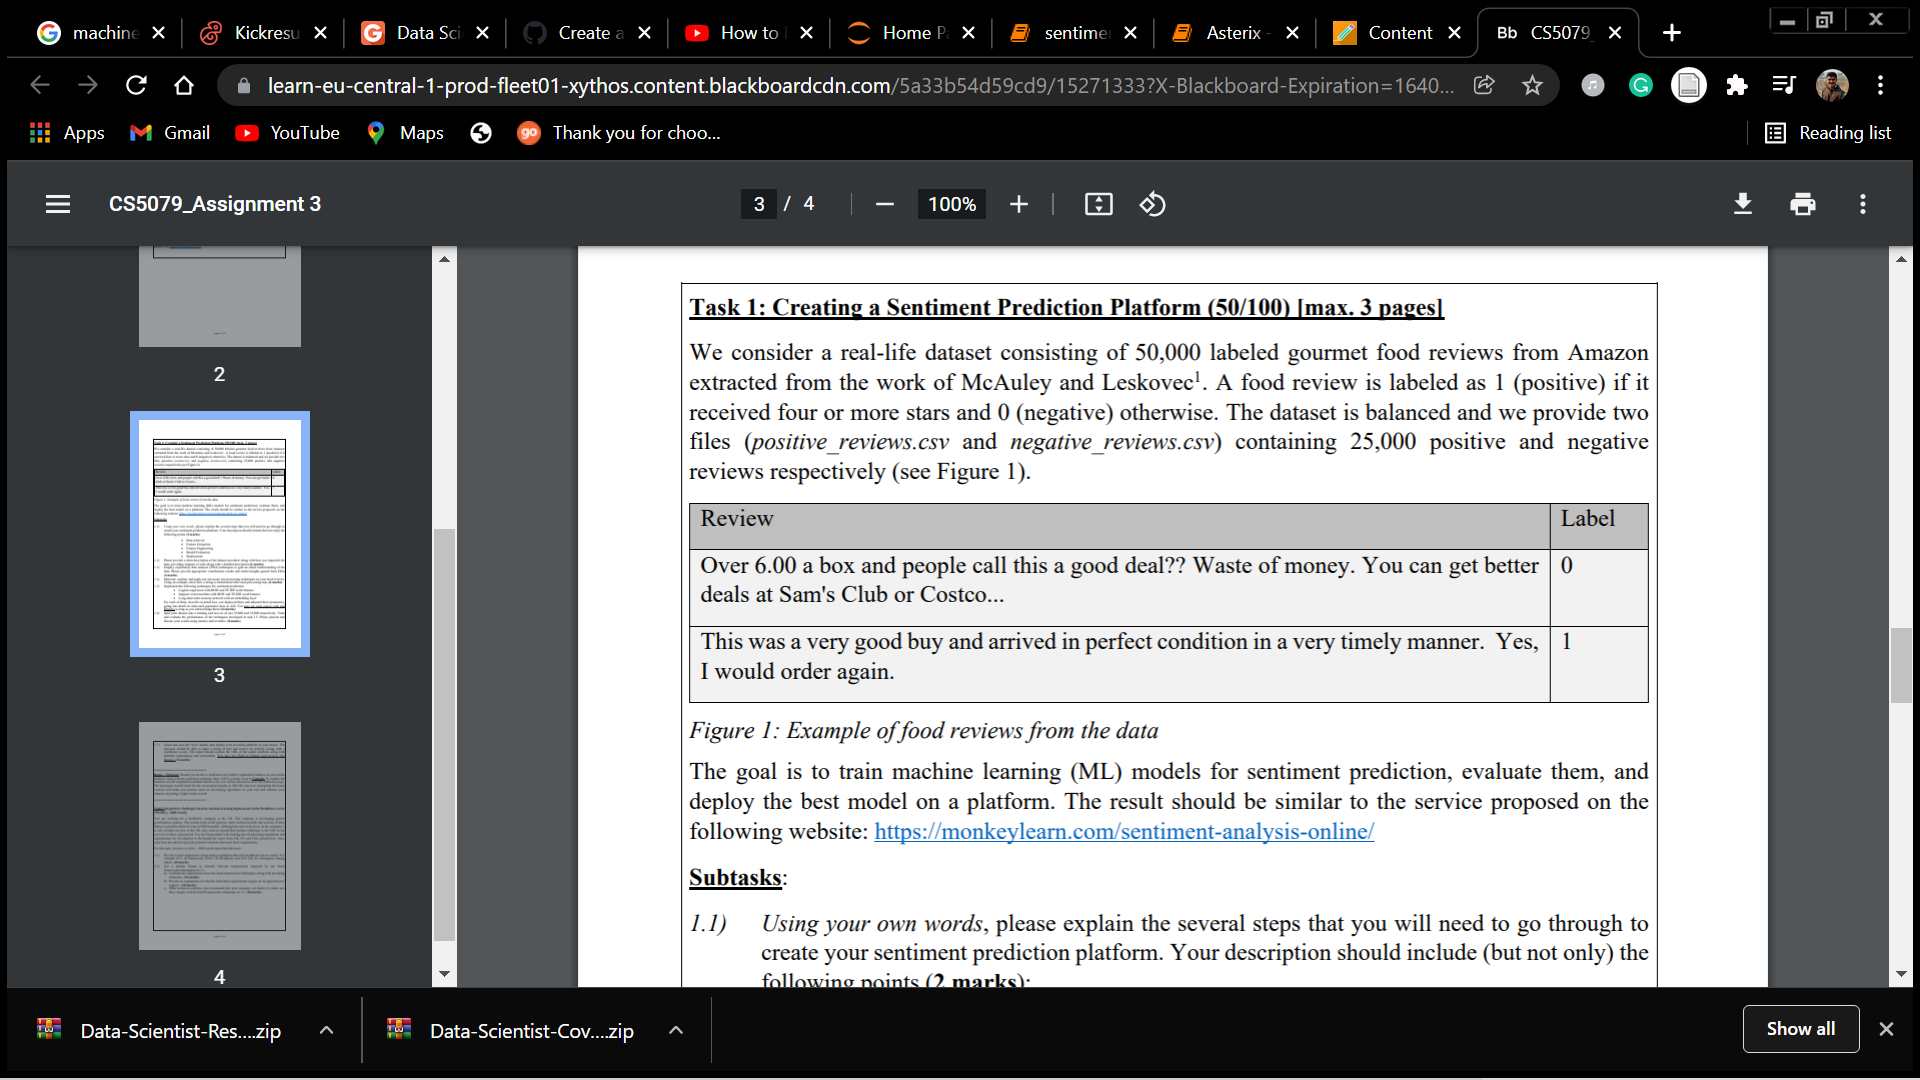 machine
Kickresu
Data Sci
Create a
How to
Home P
sentime
Asterix -
Content
Bb CS5079_
learn-eu-central-1-prod-fleet01-xythos.content.blackboardcdn.com/5a33b54d59cd9/15271333?X-Blackboard-Expiration=1640...
Apps
Gmail
YouTube
Maps
go Thank you for choo...
Reading list
CS5079_Assignment 3
3 / 4
100%
2
3
4
Task 1: Creating a Sentiment Prediction Platform (50/100) [max. 3 pages]
We consider a real-life dataset consisting of 50,000 labeled gourmet food reviews from Amazon
extracted from the work of McAuley and Leskovec¹. A food review is labeled as 1 (positive) if it
received four or more stars and 0 (negative) otherwise. The dataset is balanced and we provide two
files (positive_reviews.csv and negative_reviews.csv) containing 25,000 positive and negative
reviews respectively (see Figure 1).
Review Label
Over 6.00 a box and people call this a good deal?? Waste of money. You can get better 0
deals at Sam's Club or Costco...
This was a very good buy and arrived in perfect condition in a very timely manner. Yes, 1
I would order again.
Figure 1: Example of food reviews from the data
The goal is to train machine learning (ML) models for sentiment prediction, evaluate them, and
deploy the best model on a platform. The result should be similar to the service proposed on the
following website: https://monkeylearn.com/sentiment-analysis-online/
Subtasks:
1.1) Using your own words, please explain the several steps that you will need to go through to
create your sentiment prediction platform. Your description should include (but not only) the
following points (2 marks):
Data-Scientist-Res....zip
Data-Scientist-Cov....zip
Show all